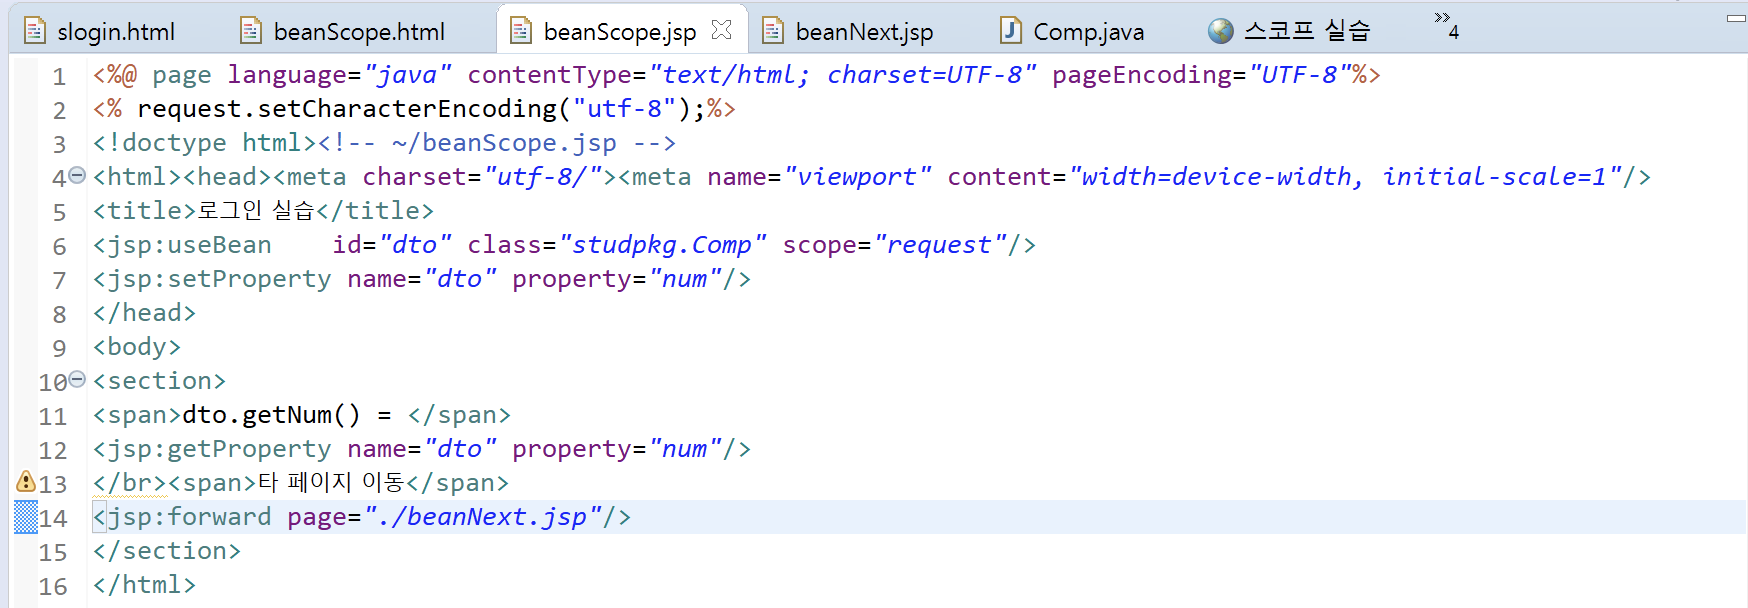 slogin.html beanScope.html beanScope.jsp beanNext.jsp Comp.java 스코프 실습 »4
1 <%@ page language="java" contentType="text/html; charset=UTF-8" pageEncoding="UTF-8"%>
2 <% request.setCharacterEncoding("utf-8");%>
3 <!doctype html><!-- ~/beanScope.jsp -->
4 <html><head><meta charset="utf-8/"><meta name="viewport" content="width=device-width, initial-scale=1"/>
5 <title>로그인 실습</title>
6 <jsp:useBean    id="dto" class="studpkg.Comp" scope="request"/>
7 <jsp:setProperty name="dto" property="num"/>
8 </head>
9 <body>
10 <section>
11 <span>dto.getNum() = </span>
12 <jsp:getProperty name="dto" property="num"/>
13 </br><span>타 페이지 이동</span>
14 <jsp:forward page="./beanNext.jsp"/>
15 </section>
16 </html>